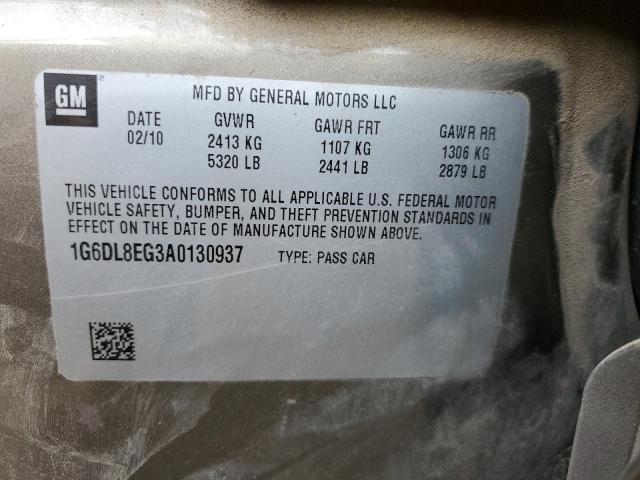 GM
MFD BY GENERAL MOTORS LLC
DATE GVWR GAWR FRT GAWR RR
02/10 2413 KG 1107 KG 1306 KG
5320 LB 2441 LB 2879 LB
THIS VEHICLE CONFORMS TO ALL APPLICABLE U.S. FEDERAL MOTOR
VEHICLE SAFETY, BUMPER, AND THEFT PREVENTION STANDARDS IN
EFFECT ON THE DATE OF MANUFACTURE SHOWN ABOVE.
1G6DL8EG3A0130937 TYPE: PASS CAR